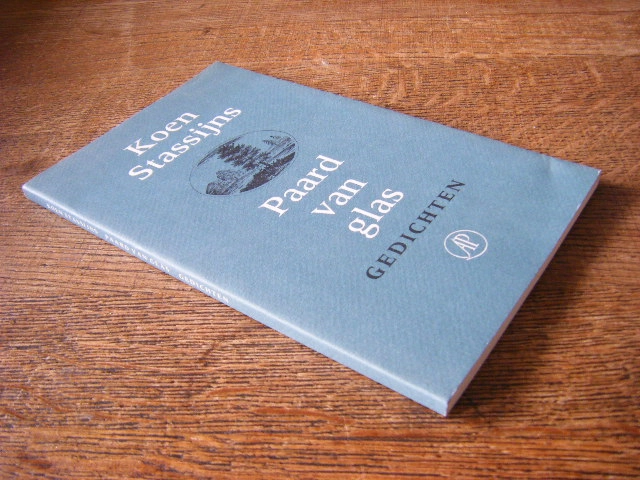 Koen
Stassijns
Paard
van
glas
GEDICHTEN
AP